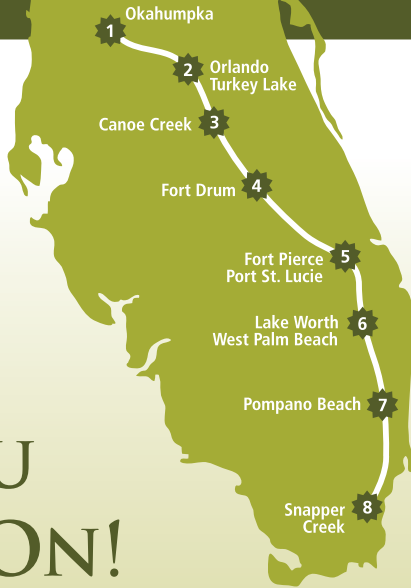 Okahumpka
1
2
Orlando
Turkey Lake
Canoe Creek
3
Fort Drum
4
Fort Pierce
Port St. Lucie
5
Lake Worth
West Palm Beach
6
Pompano Beach
7
Snapper
Creek
8
U
ON!